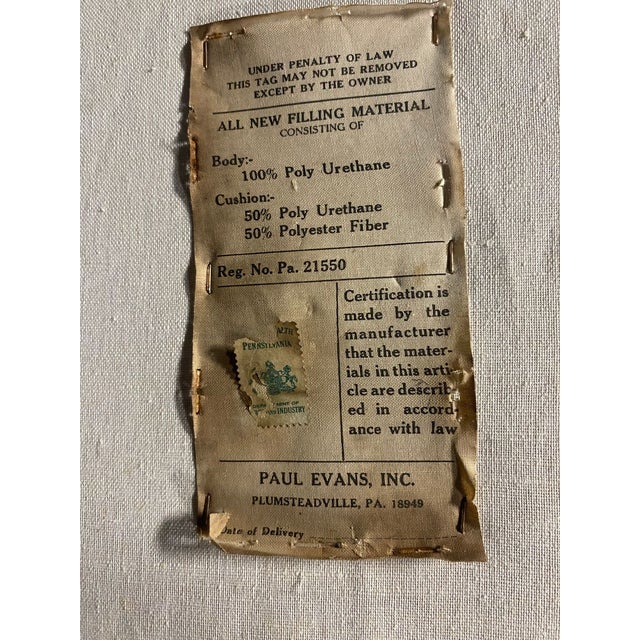 UNDER PENALTY OF LAW
THIS TAG MAY NOT BE REMOVED
EXCEPT BY THE OWNER
ALL NEW FILLING MATERIAL
CONSISTING OF
Body:-
100% Poly Urethane
Cushion:-
50% Poly Urethane
50% Polyester Fiber
Reg. No. Pa. 21550
PENNSYLVANIA
INDUSTRY
Certification is
made by the
manufacturer
that the mater-
ials in this arti
cle are describ
ed in accord-
ance with law
PAUL EVANS, INC.
PLUMSTEADVILLE, PA. 18949
Date of Delivery